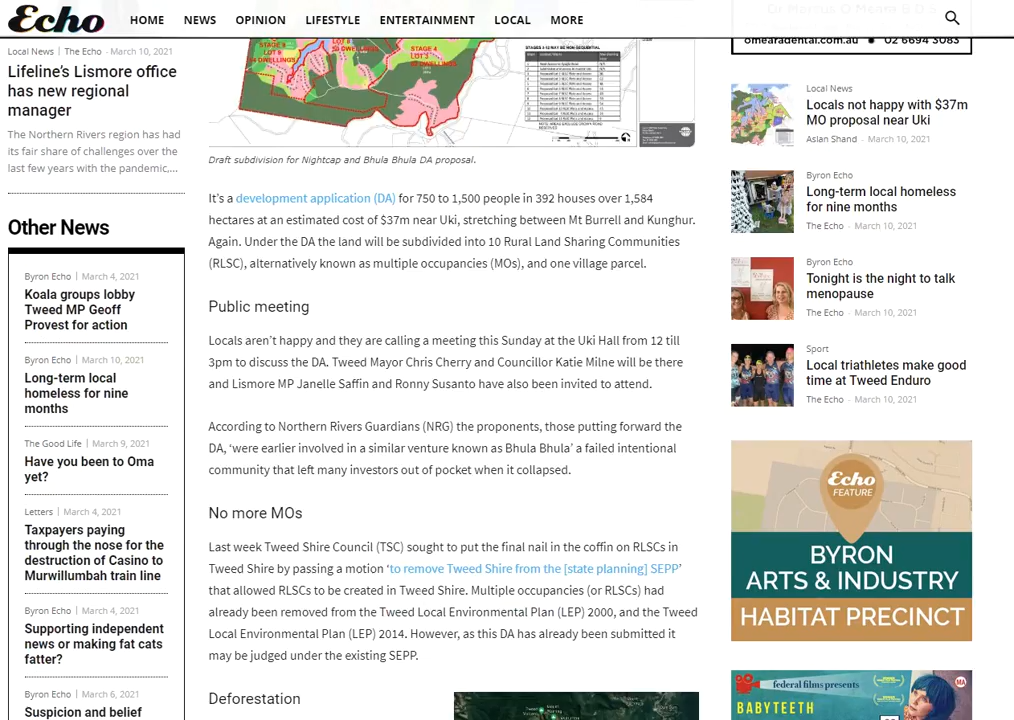 Echo
HOME NEWS OPINION LIFESTYLE ENTERTAINMENT LOCAL MORE
Local News | The Echo - March 10, 2021
Lifeline's Lismore office
has new regional
manager
The Northern Rivers region has had
its fair share of challenges over the
last few years with the pandemic,...
Other News
Byron Echo | March 4, 2021
Koala groups lobby
Tweed MP Geoff
Provest for action
Byron Echo | March 10, 2021
Long-term local
homeless for nine
months
The Good Life | March 9, 2021
Have you been to Oma
yet?
Letters | March 4, 2021
Taxpayers paying
through the nose for the
destruction of Casino to
Murwillumbah train line
Byron Echo | March 4, 2021
Supporting independent
news or making fat cats
fatter?
Byron Echo | March 6, 2021
Suspicion and belief
STAGE 4
Draft subdivision for Nightcap and Bhula Bhula DA proposal.
It's a development application (DA) for 750 to 1,500 people in 392 houses over 1,584
hectares at an estimated cost of $37m near Uki, stretching between Mt Burrell and Kunghur.
Again. Under the DA the land will be subdivided into 10 Rural Land Sharing Communities
(RLSC), alternatively known as multiple occupancies (MOs), and one village parcel.
Public meeting
Locals aren't happy and they are calling a meeting this Sunday at the Uki Hall from 12 till
3pm to discuss the DA. Tweed Mayor Chris Cherry and Councillor Katie Milne will be there
and Lismore MP Janelle Saffin and Ronny Susanto have also been invited to attend.
According to Northern Rivers Guardians (NRG) the proponents, those putting forward the
DA, 'were earlier involved in a similar venture known as Bhula Bhula' a failed intentional
community that left many investors out of pocket when it collapsed.
No more MOs
Last week Tweed Shire Council (TSC) sought to put the final nail in the coffin on RLSCs in
Tweed Shire by passing a motion 'to remove Tweed Shire from the [state planning] SEPP'
that allowed RLSCs to be created in Tweed Shire. Multiple occupancies (or RLSCs) had
already been removed from the Tweed Local Environmental Plan (LEP) 2000, and the Tweed
Local Environmental Plan (LEP) 2014. However, as this DA has already been submitted it
may be judged under the existing SEPP.
Deforestation
omearadental.com.au • 02 6694 3083
Local News
Locals not happy with $37m
MO proposal near Uki
Aslan Shand - March 10, 2021
Byron Echo
Long-term local homeless
for nine months
The Echo - March 10, 2021
Byron Echo
Tonight is the night to talk
menopause
The Echo - March 10, 2021
Sport
Local triathletes make good
time at Tweed Enduro
The Echo - March 10, 2021
Echo
FEATURE
BYRON
ARTS & INDUSTRY
HABITAT PRECINCT
federal films presents
MA
BABYTEETH